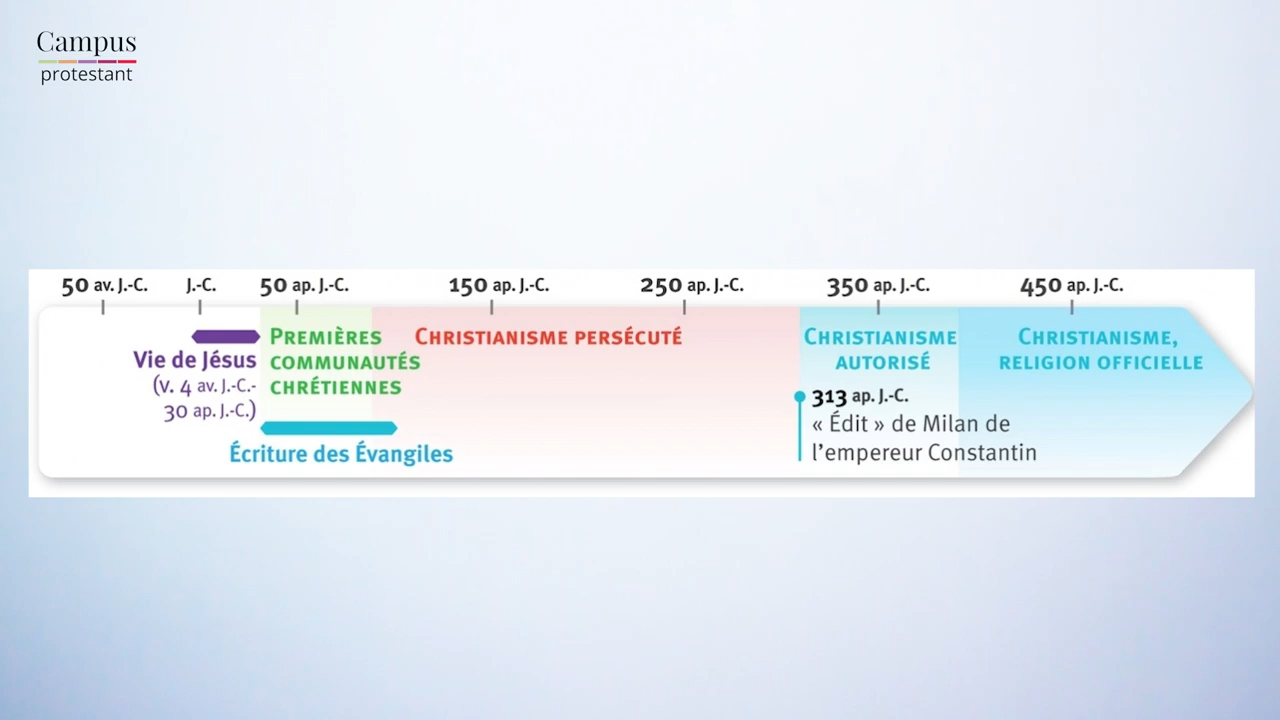 Campus
protestant
50 av. J.-C. J.-C. 50 ap. J.-C. 150 ap. J.-C. 250 ap. J.-C. 350 ap. J.-C. 450 ap. J.-C.
Vie de Jésus
(v. 4 av. J.-C.-
30 ap. J.-C.)
PREMIÈRES
COMMUNAUTÉS
CHRÉTIENNES
Écriture des Évangiles
CHRISTIANISME PERSÉCUTÉ
CHRISTIANISME
AUTORISÉ
313 ap. J.-C.
« Édit » de Milan de
l'empereur Constantin
CHRISTIANISME,
RELIGION OFFICIELLE